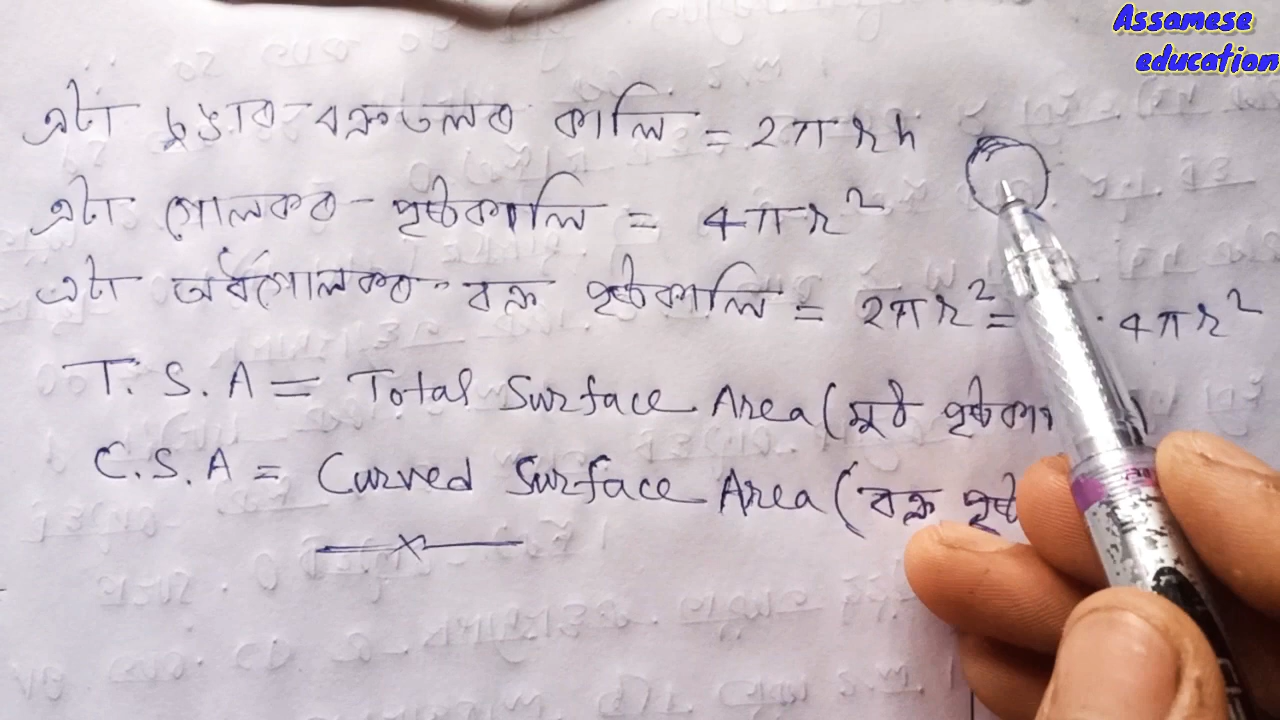 Assamese
education
এটা চুঙাৰ বক্ৰতলৰ কালি = 2πrh
এটা গোলকৰ পৃষ্ঠকালি = 4πr²
এটা অৰ্ধগোলকৰ বক্ৰ পৃষ্ঠকালি = 2πr² = · 4πr²
T.S.A = Total Surface Area (মুঠ
C.S.A = Curved Surface Area (বক্ৰ